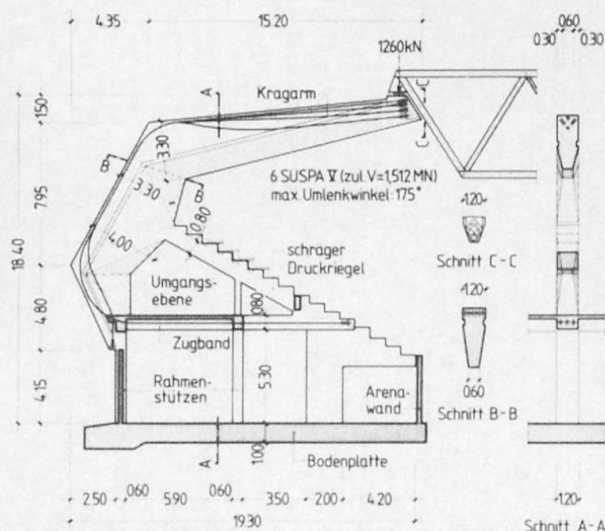 4.35
15.20
0.60
0.30
0.30
1260kN
A
Kragarm
C
C
1.50
B
3.30
3.30
B
6 SUSPA V (zul. V=1,512 MN)
max. Umlenkwinkel: 175°
7.95
18.40
0.80
4.00
1.20
schräger
Druckriegel
Schnitt C-C
Umgangs-
ebene
0.80
1.20
4.80
Zugband
5.30
Rahmen-
stützen
Arena-
wand
0.60
Schnitt B-B
4.15
A
1.00
Bodenplatte
2.50
0.60
5.90
0.60
3.50
2.00
4.20
1.20
19.30
Schnitt A-A